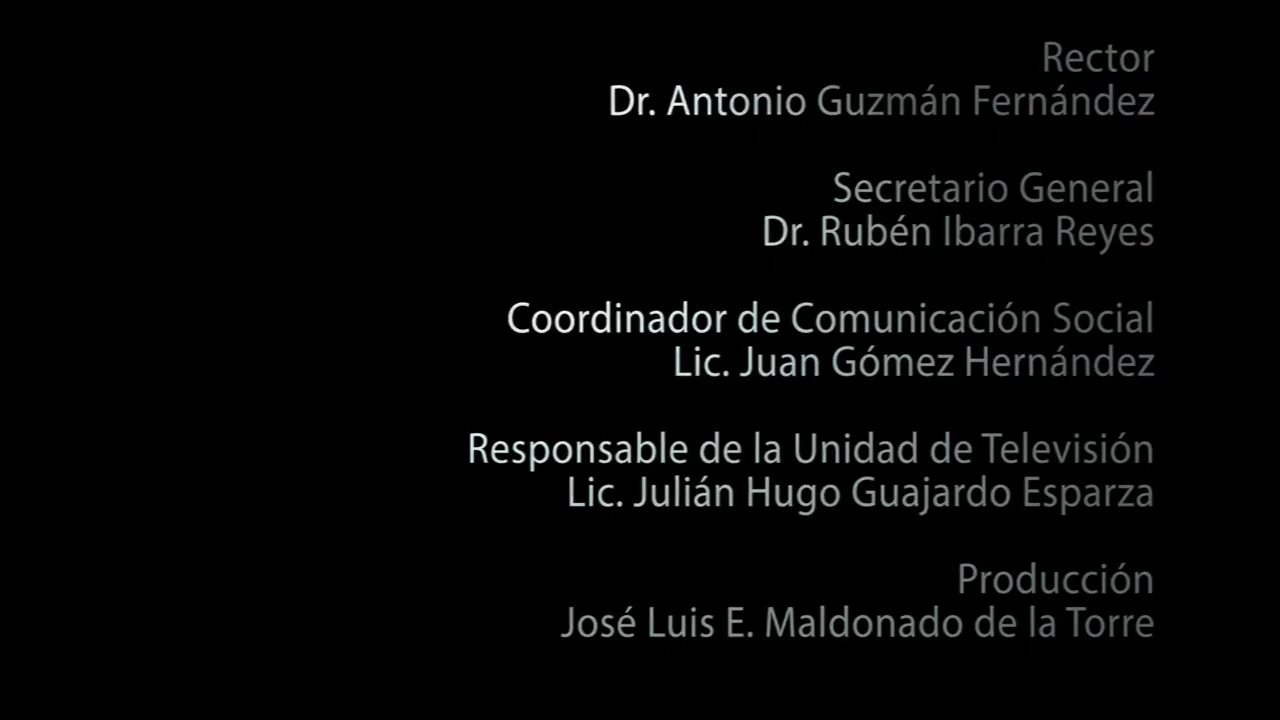 Rector
Dr. Antonio Guzmán Fernández
Secretario General
Dr. Rubén Ibarra Reyes
Coordinador de Comunicación Social
Lic. Juan Gómez Hernández
Responsable de la Unidad de Televisión
Lic. Julián Hugo Guajardo Esparza
Producción
José Luis E. Maldonado de la Torre